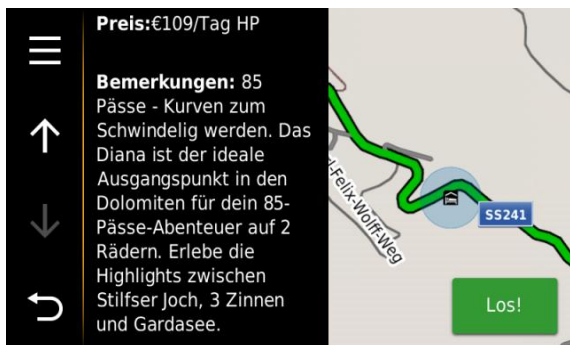 Preis:€109/Tag HP
Bemerkungen: 85
Pässe - Kurven zum
Schwindelig werden. Das
Diana ist der ideale
Ausgangspunkt in den
Dolomiten für dein 85-
Pässe-Abenteuer auf 2
Rädern. Erlebe die
Highlights zwischen
Stilfser Joch, 3 Zinnen
und Gardasee.
-Felix-Wolff-Weg
SS241
Los!